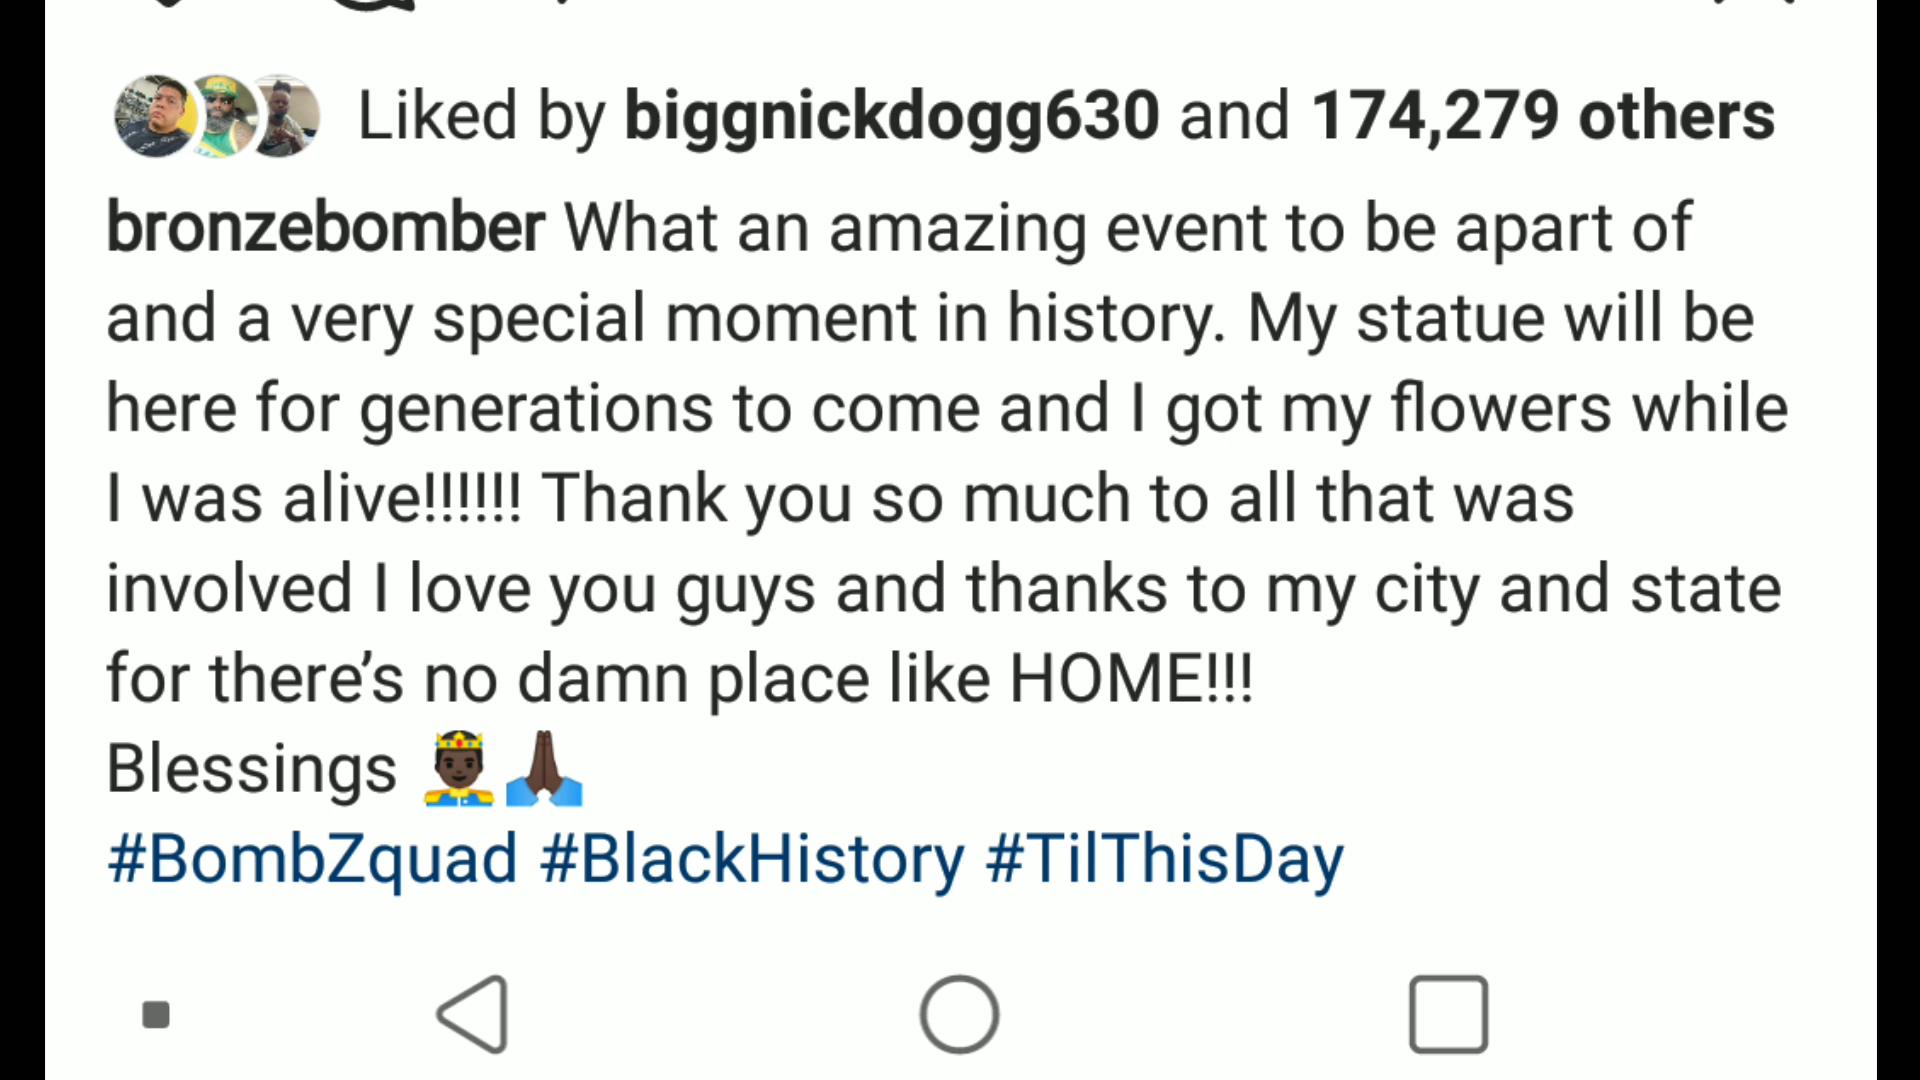 Liked by biggnickdogg630 and 174,279 others
bronzebomber What an amazing event to be apart of
and a very special moment in history. My statue will be
here for generations to come and I got my flowers while
I was alive!!!!!! Thank you so much to all that was
involved I love you guys and thanks to my city and state
for there’s no damn place like HOME!!!
Blessings 🤴🏿🙏🏿
#BombZquad #BlackHistory #TilThisDay